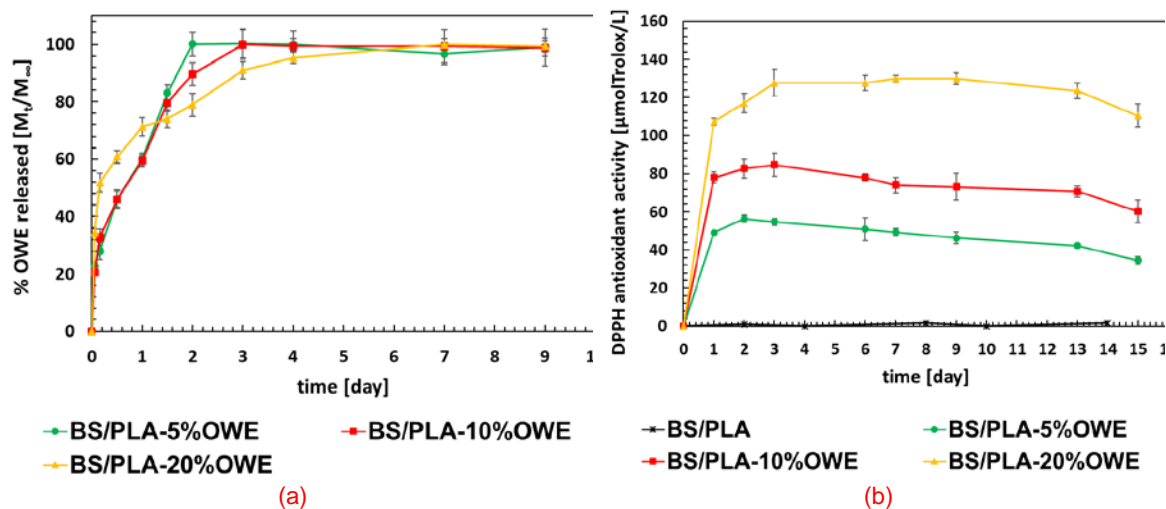 % OWE released [Mt/M∞]
100
80
60
40
20
0
0 1 2 3 4 5 6 7 8 9 1
time [day]
BS/PLA-5%OWE BS/PLA-10%OWE
BS/PLA-20%OWE
(a)
DPPH antioxidant activity [µmolTrolox/L]
160
140
120
100
80
60
40
20
0
0 1 2 3 4 5 6 7 8 9 10 11 12 13 14 15 1
time [day]
BS/PLA BS/PLA-5%OWE
BS/PLA-10%OWE BS/PLA-20%OWE
(b)